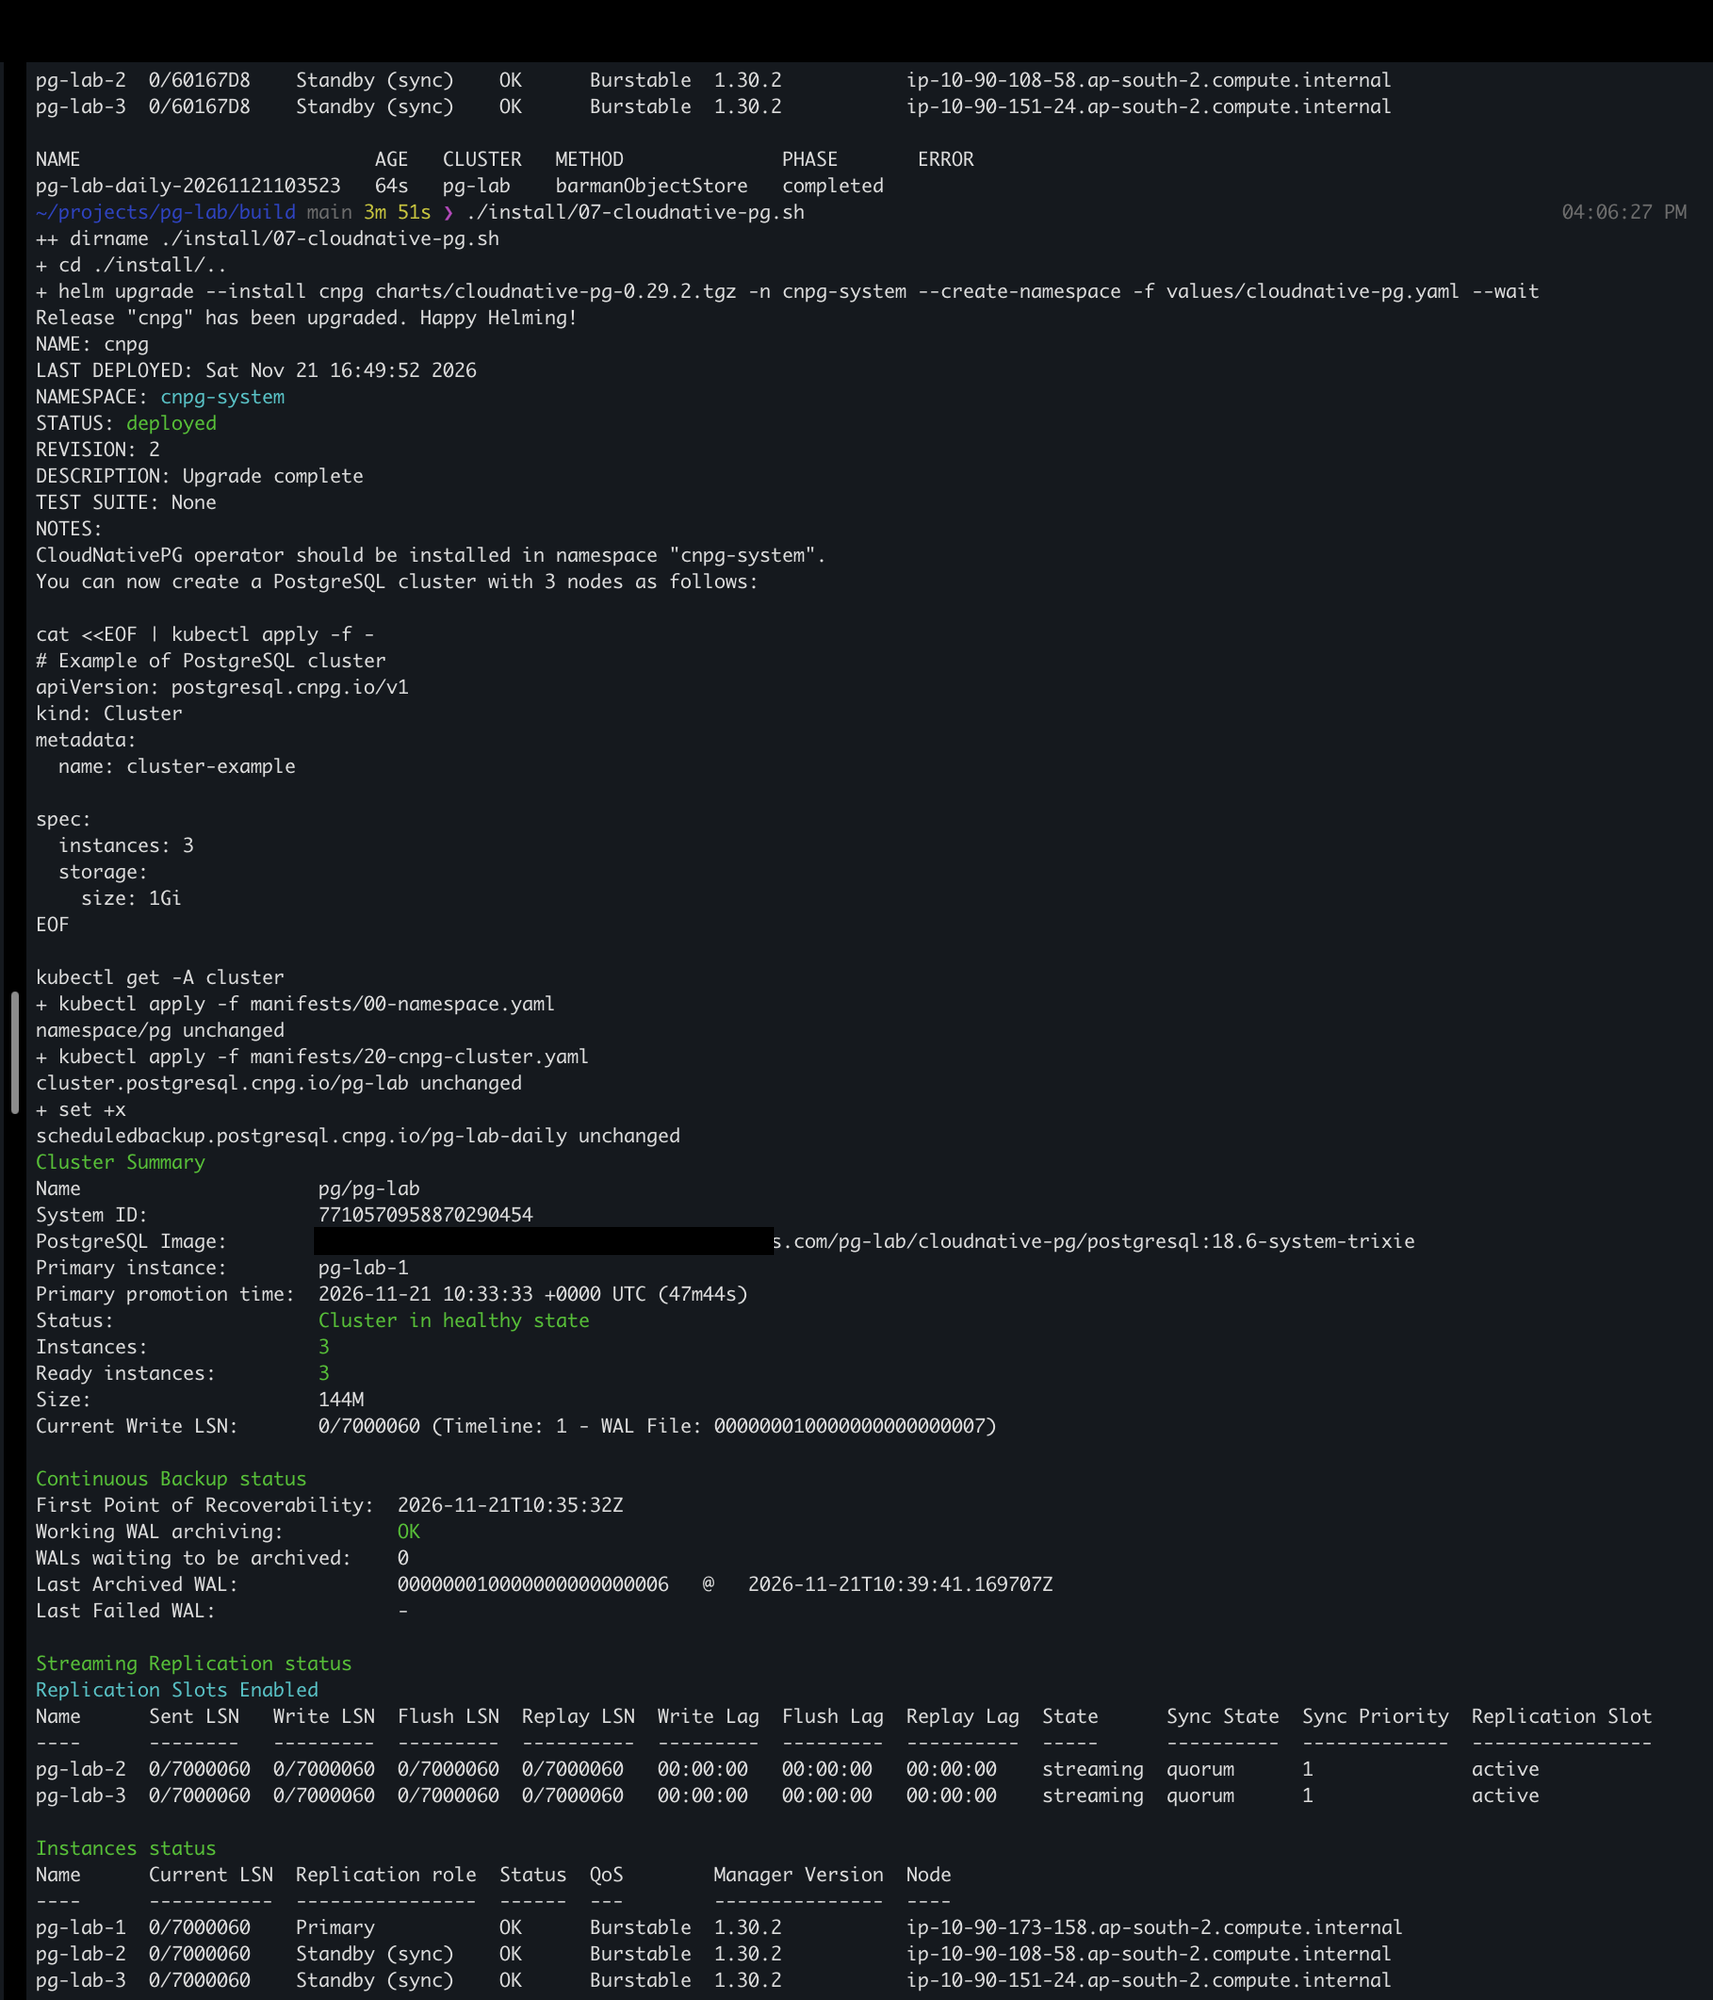 pg-lab-2  0/60167D8    Standby (sync)    OK      Burstable  1.30.2           ip-10-90-108-58.ap-south-2.compute.internal
pg-lab-3  0/60167D8    Standby (sync)    OK      Burstable  1.30.2           ip-10-90-151-24.ap-south-2.compute.internal
NAME                          AGE   CLUSTER   METHOD              PHASE       ERROR
pg-lab-daily-20261121103523   64s   pg-lab    barmanObjectStore   completed
~/projects/pg-lab/build main 3m 51s ❯ ./install/07-cloudnative-pg.sh 04:06:27 PM
++ dirname ./install/07-cloudnative-pg.sh
+ cd ./install/..
+ helm upgrade --install cnpg charts/cloudnative-pg-0.29.2.tgz -n cnpg-system --create-namespace -f values/cloudnative-pg.yaml --wait
Release "cnpg" has been upgraded. Happy Helming!
NAME: cnpg
LAST DEPLOYED: Sat Nov 21 16:49:52 2026
NAMESPACE: cnpg-system
STATUS: deployed
REVISION: 2
DESCRIPTION: Upgrade complete
TEST SUITE: None
NOTES:
CloudNativePG operator should be installed in namespace "cnpg-system".
You can now create a PostgreSQL cluster with 3 nodes as follows:
cat <<EOF | kubectl apply -f -
# Example of PostgreSQL cluster
apiVersion: postgresql.cnpg.io/v1
kind: Cluster
metadata:
  name: cluster-example
spec:
  instances: 3
  storage:
    size: 1Gi
EOF
kubectl get -A cluster
+ kubectl apply -f manifests/00-namespace.yaml
namespace/pg unchanged
+ kubectl apply -f manifests/20-cnpg-cluster.yaml
cluster.postgresql.cnpg.io/pg-lab unchanged
+ set +x
scheduledbackup.postgresql.cnpg.io/pg-lab-daily unchanged
Cluster Summary
Name                     pg/pg-lab
System ID:               7710570958870290454
PostgreSQL Image:        s.com/pg-lab/cloudnative-pg/postgresql:18.6-system-trixie
Primary instance:        pg-lab-1
Primary promotion time:  2026-11-21 10:33:33 +0000 UTC (47m44s)
Status:                  Cluster in healthy state
Instances:               3
Ready instances:         3
Size:                    144M
Current Write LSN:       0/7000060 (Timeline: 1 - WAL File: 000000010000000000000007)
Continuous Backup status
First Point of Recoverability:  2026-11-21T10:35:32Z
Working WAL archiving:          OK
WALs waiting to be archived:    0
Last Archived WAL:              000000010000000000000006   @   2026-11-21T10:39:41.169707Z
Last Failed WAL:                -
Streaming Replication status
Replication Slots Enabled
Name      Sent LSN   Write LSN  Flush LSN  Replay LSN  Write Lag  Flush Lag  Replay Lag  State      Sync State  Sync Priority  Replication Slot
----      --------   ---------  ---------  ----------  ---------  ---------  ----------  -----      ----------  -------------  ----------------
pg-lab-2  0/7000060  0/7000060  0/7000060  0/7000060   00:00:00   00:00:00   00:00:00    streaming  quorum      1              active
pg-lab-3  0/7000060  0/7000060  0/7000060  0/7000060   00:00:00   00:00:00   00:00:00    streaming  quorum      1              active
Instances status
Name      Current LSN  Replication role  Status  QoS        Manager Version  Node
----      -----------  ----------------  ------  ---        ---------------  ----
pg-lab-1  0/7000060    Primary           OK      Burstable  1.30.2           ip-10-90-173-158.ap-south-2.compute.internal
pg-lab-2  0/7000060    Standby (sync)    OK      Burstable  1.30.2           ip-10-90-108-58.ap-south-2.compute.internal
pg-lab-3  0/7000060    Standby (sync)    OK      Burstable  1.30.2           ip-10-90-151-24.ap-south-2.compute.internal